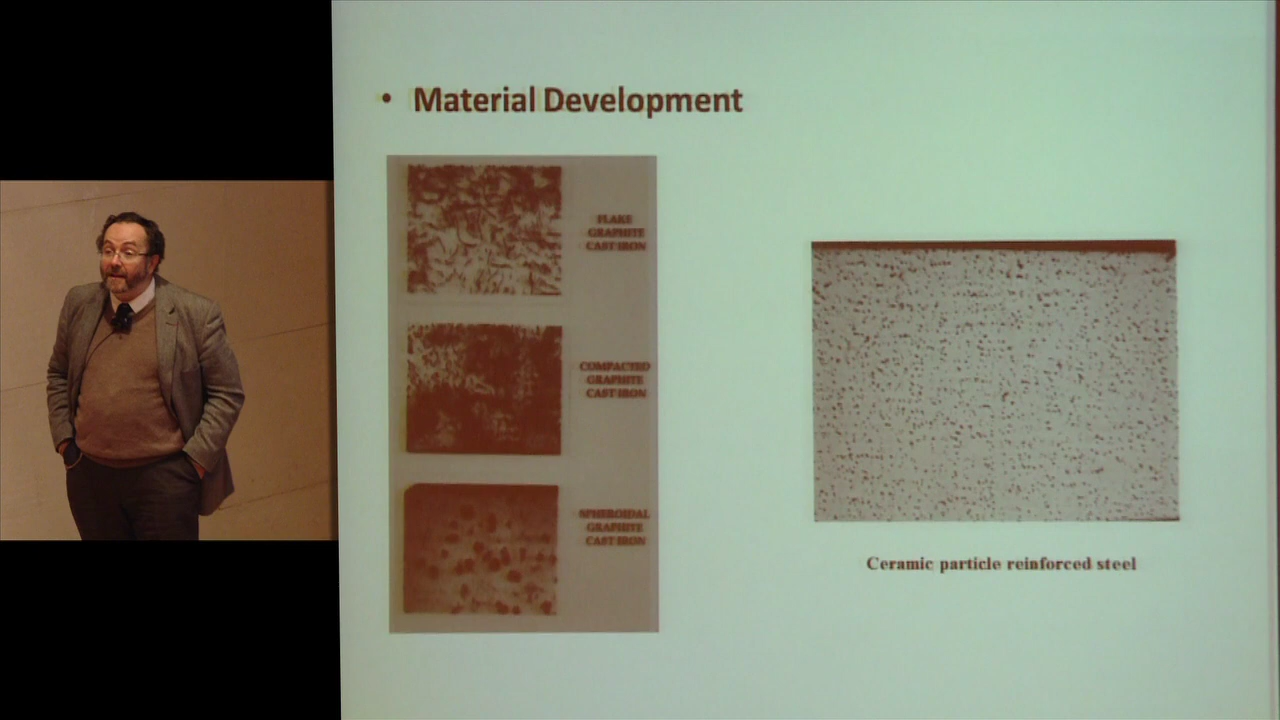 • Material Development
FLAKE
GRAPHITE
CAST IRON
COMPACTED
GRAPHITE
CAST IRON
SPHEROIDAL
GRAPHITE
CAST IRON
Ceramic particle reinforced steel